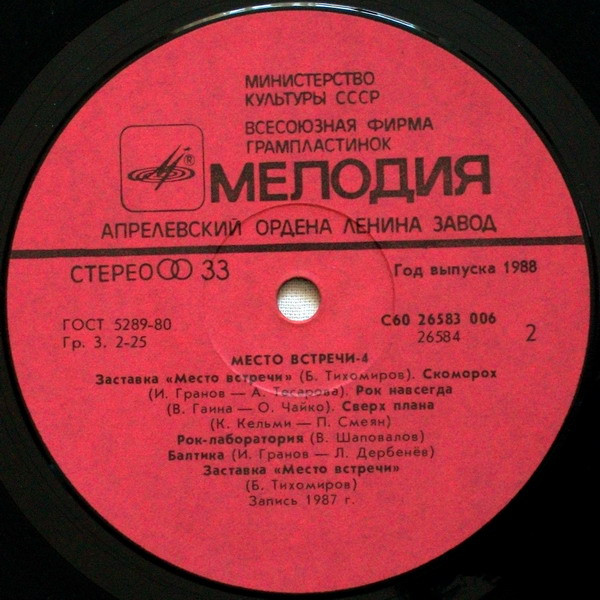 МИНИСТЕРСТВО
КУЛЬТУРЫ СССР
ВСЕСОЮЗНАЯ ФИРМА
ГРАМПЛАСТИНОК
®
МЕЛОДИЯ
АПРЕЛЕВСКИЙ ОРДЕНА ЛЕНИНА ЗАВОД
СТЕРЕО 33
Год выпуска 1988
ГОСТ 5289-80
Гр. 3. 2-25
С60 26583 006
26584
2
МЕСТО ВСТРЕЧИ-4
Заставка «Место встречи» (Б. Тихомиров). Скоморох
(И. Гранов — А. Тесарова). Рок навсегда
(В. Гаина — О. Чайко). Сверх плана
(К. Кельми — П. Смеян)
Рок-лаборатория (В. Шаповалов)
Балтика (И. Гранов — Л. Дербенёв)
Заставка «Место встречи»
(Б. Тихомиров)
Запись 1987 г.